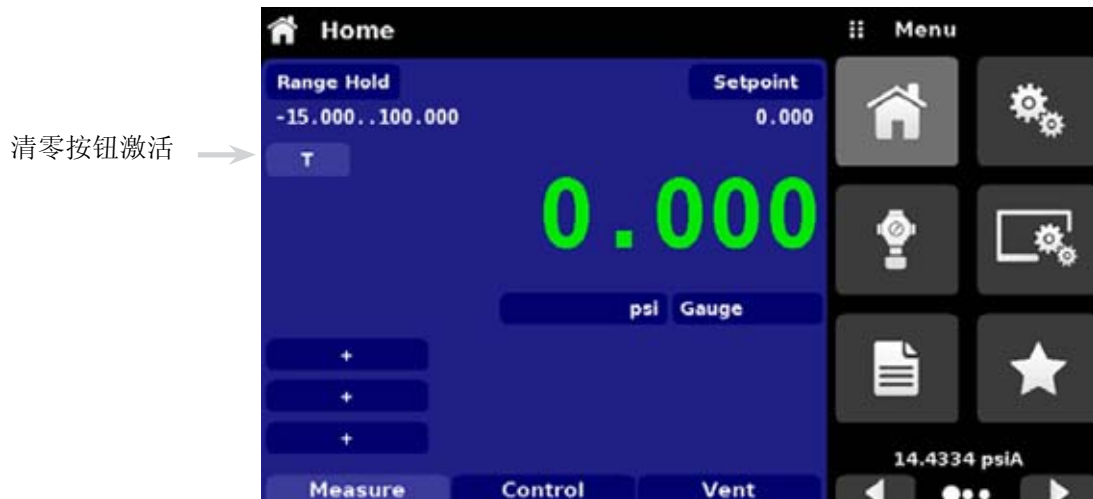 Home
Menu
Range Hold
Setpoint
-15.000..100.000
0.000
清零按钮激活
T
0.000
psi
Gauge
+
+
+
14.4334 psiA
Measure
Control
Vent